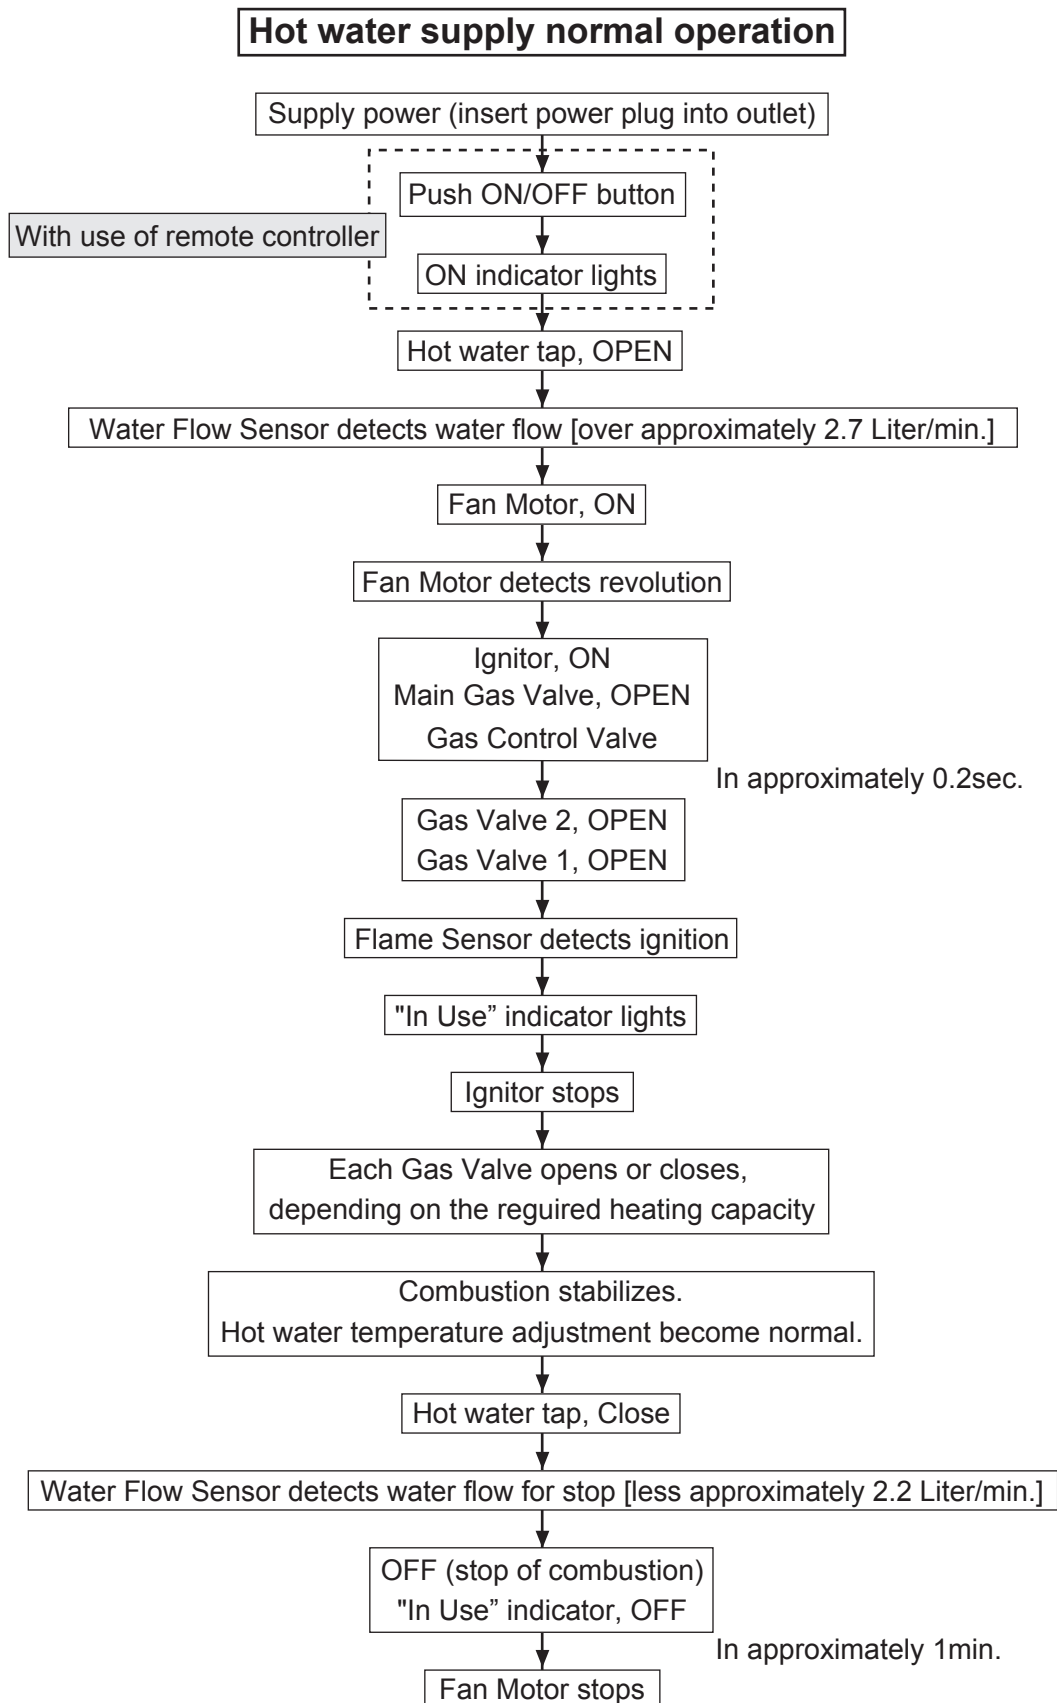 Hot water supply normal operation
Supply power (insert power plug into outlet)
Push ON/OFF button
With use of remote controller
ON indicator lights
Hot water tap, OPEN
Water Flow Sensor detects water flow [over approximately 2.7 Liter/min.]
Fan Motor, ON
Fan Motor detects revolution
Ignitor, ON
Main Gas Valve, OPEN
Gas Control Valve
In approximately 0.2sec.
Gas Valve 2, OPEN
Gas Valve 1, OPEN
Flame Sensor detects ignition
"In Use” indicator lights
Ignitor stops
Each Gas Valve opens or closes,
depending on the reguired heating capacity
Combustion stabilizes.
Hot water temperature adjustment become normal.
Hot water tap, Close
Water Flow Sensor detects water flow for stop [less approximately 2.2 Liter/min.]
OFF (stop of combustion)
"In Use” indicator, OFF
In approximately 1min.
Fan Motor stops